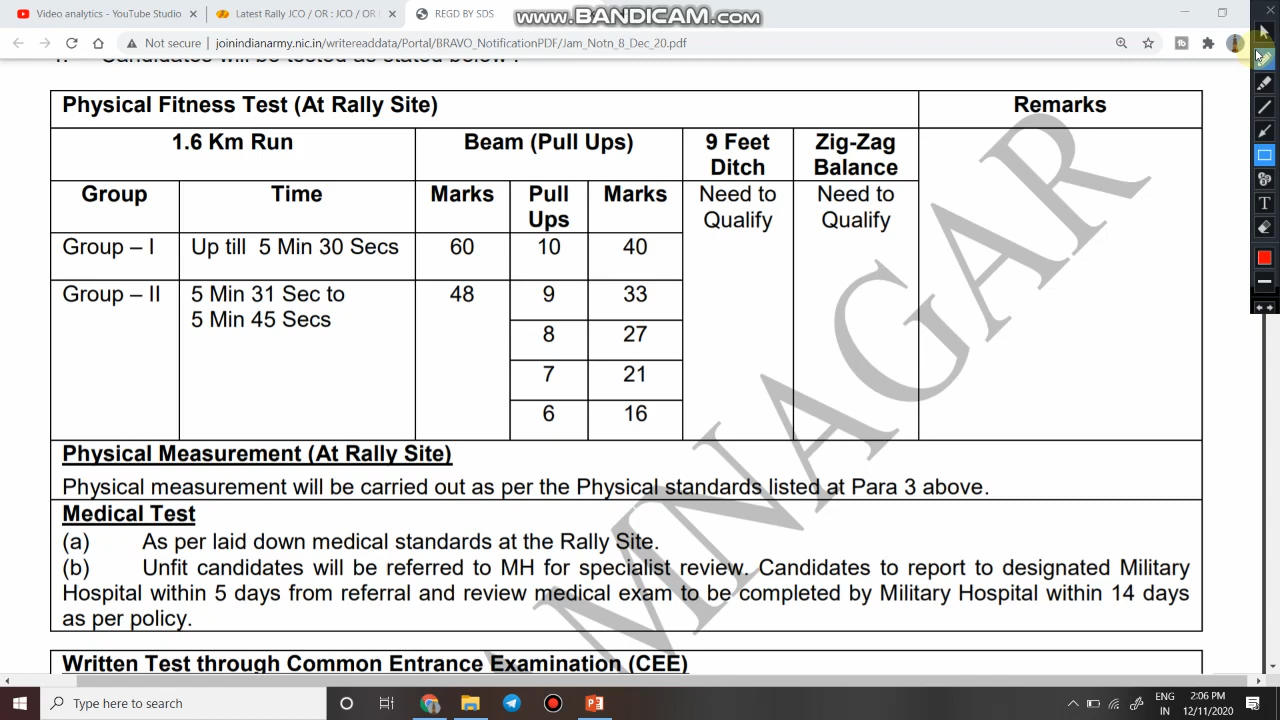 Video analytics - YouTube Studio
Latest Rally JCO / OR : JCO / OR
REGD BY SDS
www.BANDICAM.com
Not secure
joinindianarmy.nic.in/writereaddata/Portal/BRAVO_NotificationPDF/jam_Notn_8_Dec_20.pdf
Candidates will be tested as stated below :
Physical Fitness Test (At Rally Site)
Remarks
1.6 Km Run
Beam (Pull Ups)
9 Feet
Ditch
Zig-Zag
Balance
Group
Time
Marks
Pull
Ups
Marks
Need to
Qualify
Need to
Qualify
Group – I
Up till 5 Min 30 Secs
60
10
40
Group – II
5 Min 31 Sec to
5 Min 45 Secs
48
9
33
8
27
7
21
6
16
Physical Measurement (At Rally Site)
Physical measurement will be carried out as per the Physical standards listed at Para 3 above.
Medical Test
(a) As per laid down medical standards at the Rally Site.
(b) Unfit candidates will be referred to MH for specialist review. Candidates to report to designated Military
Hospital within 5 days from referral and review medical exam to be completed by Military Hospital within 14 days
as per policy.
Written Test through Common Entrance Examination (CEE)
MNAGAR
Type here to search
ENG
IN
2:06 PM
12/11/2020